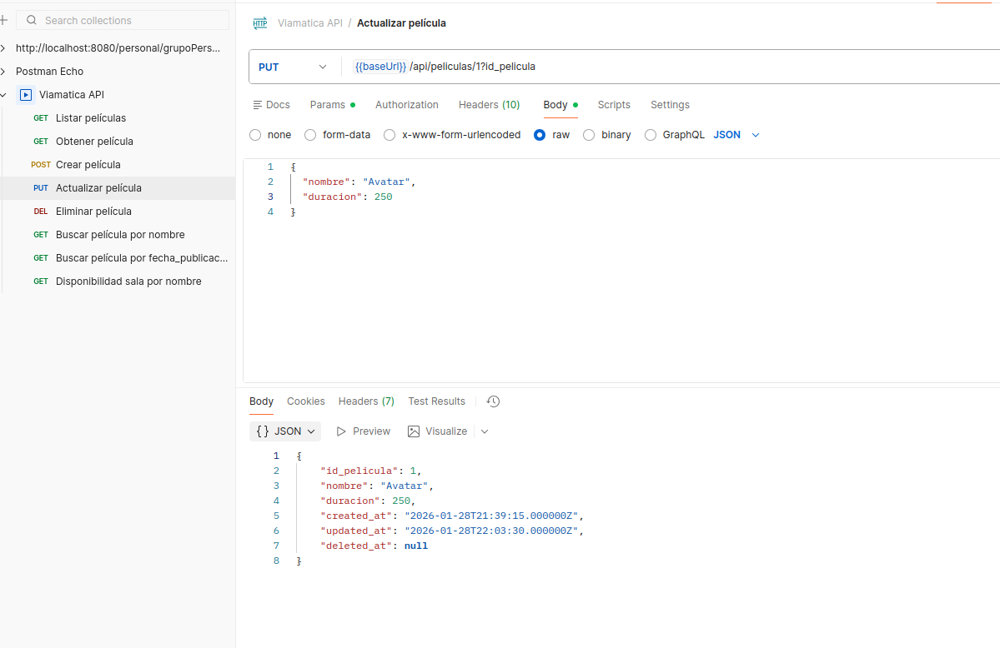 Search collections
http://localhost:8080/personal/grupoPers...
Postman Echo
Viamatica API
GET Listar películas
GET Obtener película
POST Crear película
PUT Actualizar película
DEL Eliminar película
GET Buscar película por nombre
GET Buscar película por fecha_publicac...
GET Disponibilidad sala por nombre
HTTP Viamatica API / Actualizar película
PUT {{baseUrl}} /api/peliculas/1?id_pelicula
Docs Params Authorization Headers (10) Body Scripts Settings
none form-data x-www-form-urlencoded raw binary GraphQL JSON
1 {
2 "nombre": "Avatar",
3 "duracion": 250
4 }
Body Cookies Headers (7) Test Results
{} JSON Preview Visualize
1 {
2 "id_pelicula": 1,
3 "nombre": "Avatar",
4 "duracion": 250,
5 "created_at": "2026-01-28T21:39:15.000000Z",
6 "updated_at": "2026-01-28T22:03:30.000000Z",
7 "deleted_at": null
8 }